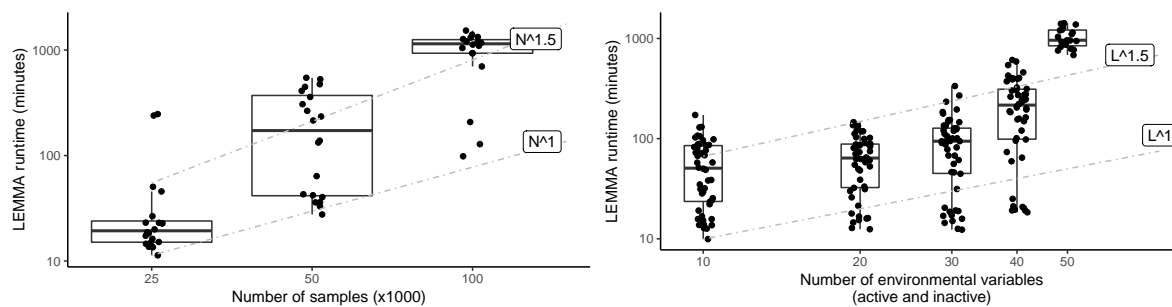 LEMMA runtime (minutes)
1000
100
10
N^1.5
N^1
25
50
100
Number of samples (x1000)
LEMMA runtime (minutes)
1000
100
10
L^1.5
L^1
10
20
30
40
50
Number of environmental variables
(active and inactive)